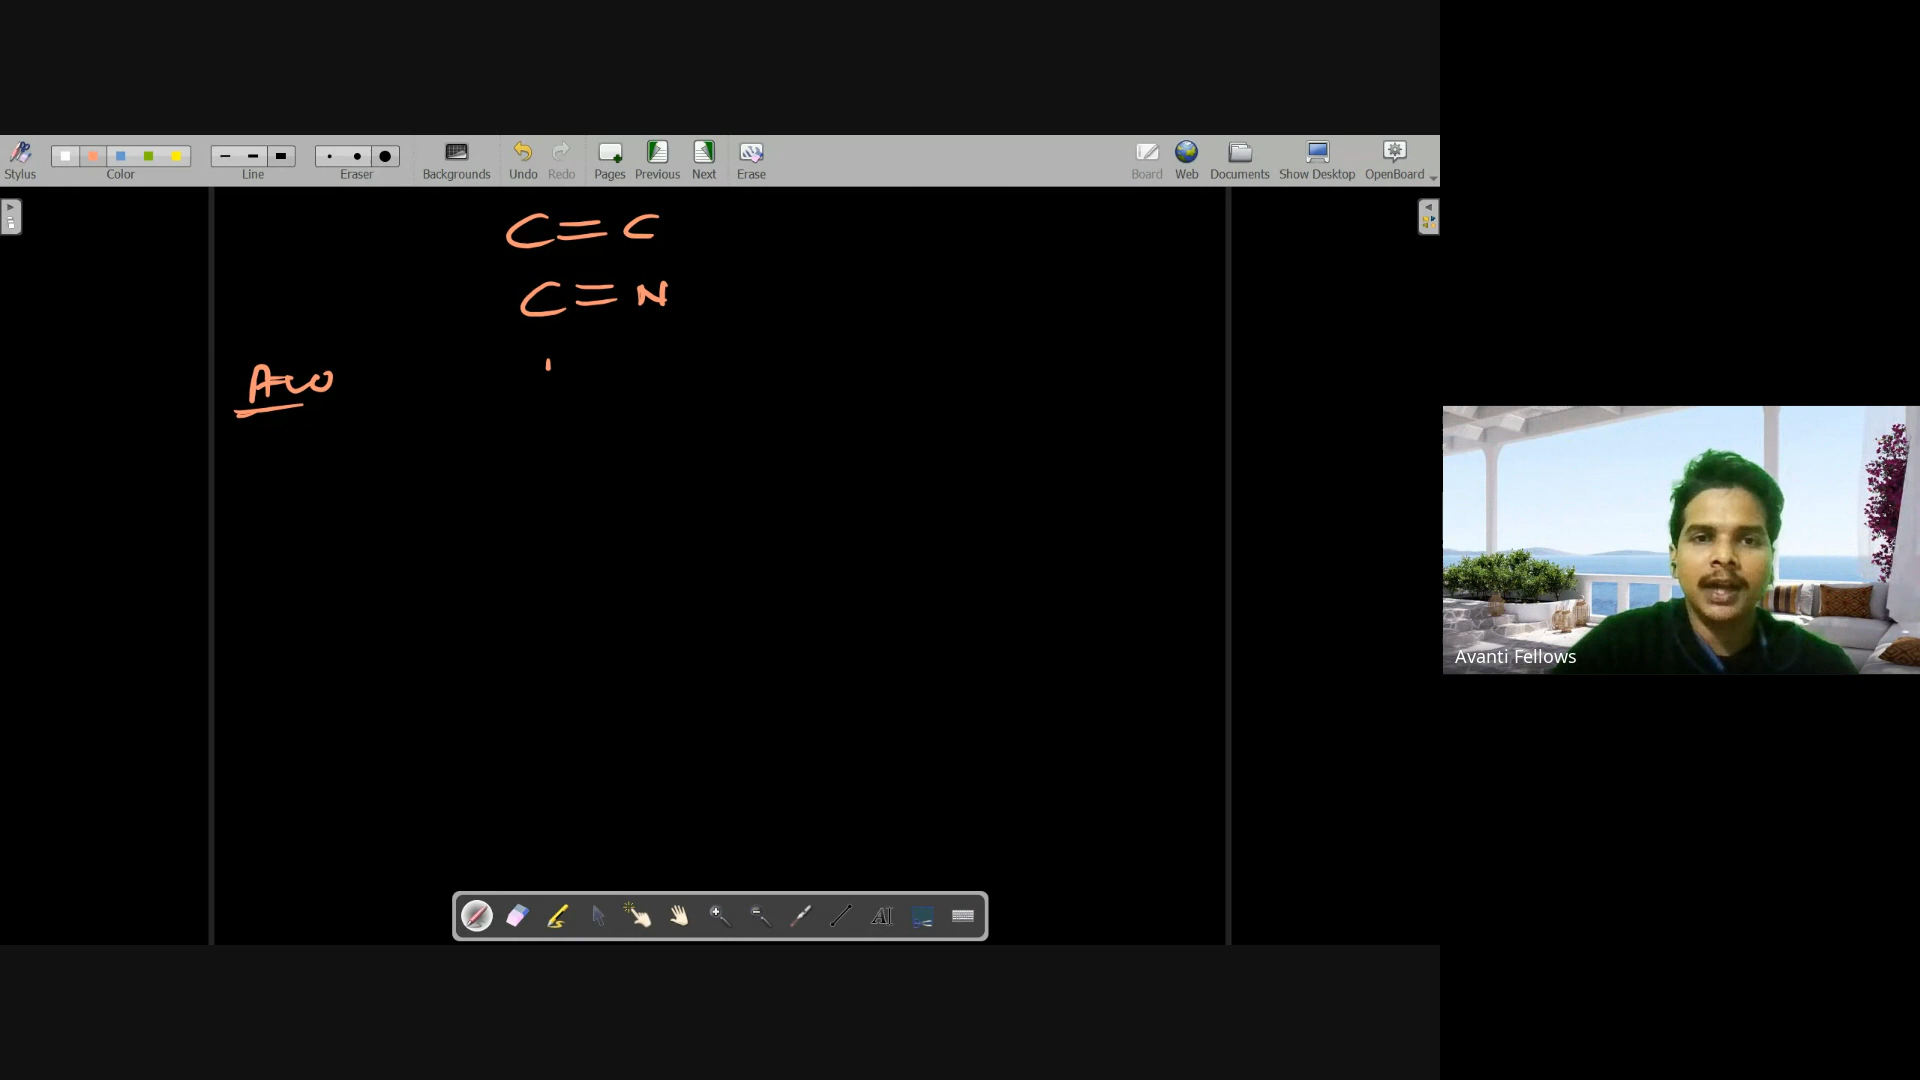 Stylus Color Line Eraser Backgrounds Undo Redo Pages Previous Next Erase Board Web Documents Show Desktop OpenBoard
C = C
C = N
AI
Avanti Fellows